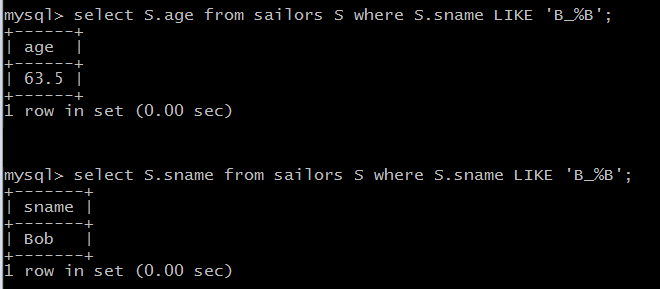 mysql> select S.age from sailors S where S.sname LIKE 'B_%B';
+------+
| age  |
+------+
| 63.5 |
+------+
1 row in set (0.00 sec)
mysql> select S.sname from sailors S where S.sname LIKE 'B_%B';
+-------+
| sname |
+-------+
| Bob   |
+-------+
1 row in set (0.00 sec)